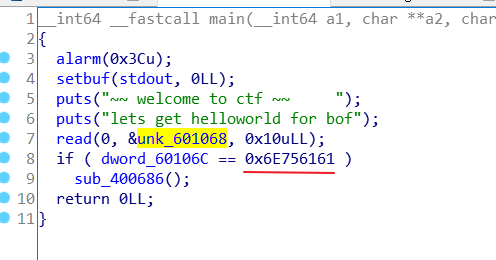 1 __int64 __fastcall main(__int64 a1, char **a2, char
2 {
3 alarm(0x3Cu);
4 setbuf(stdout, 0LL);
5 puts("~~ welcome to ctf ~~     ");
6 puts("lets get helloworld for bof");
7 read(0, &unk_601068, 0x10uLL);
8 if ( dword_60106C == 0x6E756161 )
9 sub_400686();
10 return 0LL;
11 }